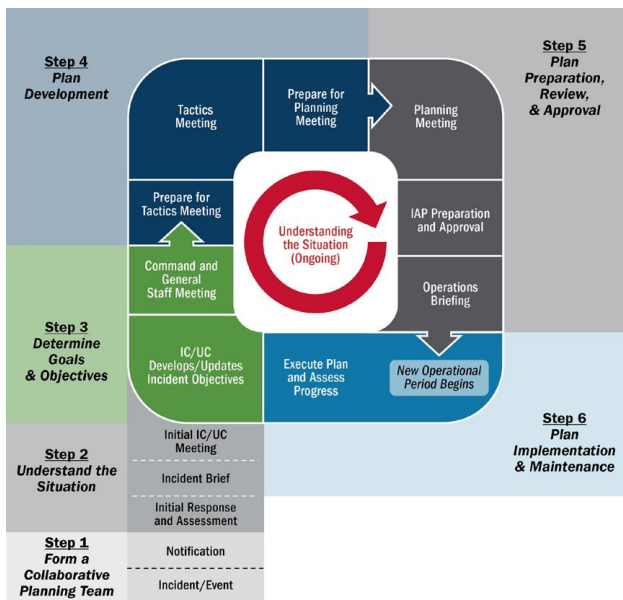 Step 4
Plan
Development
Step 5
Plan
Preparation,
Review,
& Approval
Tactics
Meeting
Prepare for
Planning
Meeting
Planning
Meeting
Prepare for
Tactics Meeting
Understanding
the Situation
(Ongoing)
IAP Preparation
and Approval
Command and
General
Staff Meeting
Operations
Briefing
Step 3
Determine
Goals
& Objectives
IC/UC
Develops/Updates
Incident Objectives
Execute Plan
and Assess
Progress
New Operational
Period Begins
Step 6
Plan
Implementation
& Maintenance
Step 2
Understand the
Situation
Initial IC/UC
Meeting
Incident Brief
Initial Response
and Assessment
Step 1
Form a
Collaborative
Planning Team
Notification
Incident/Event